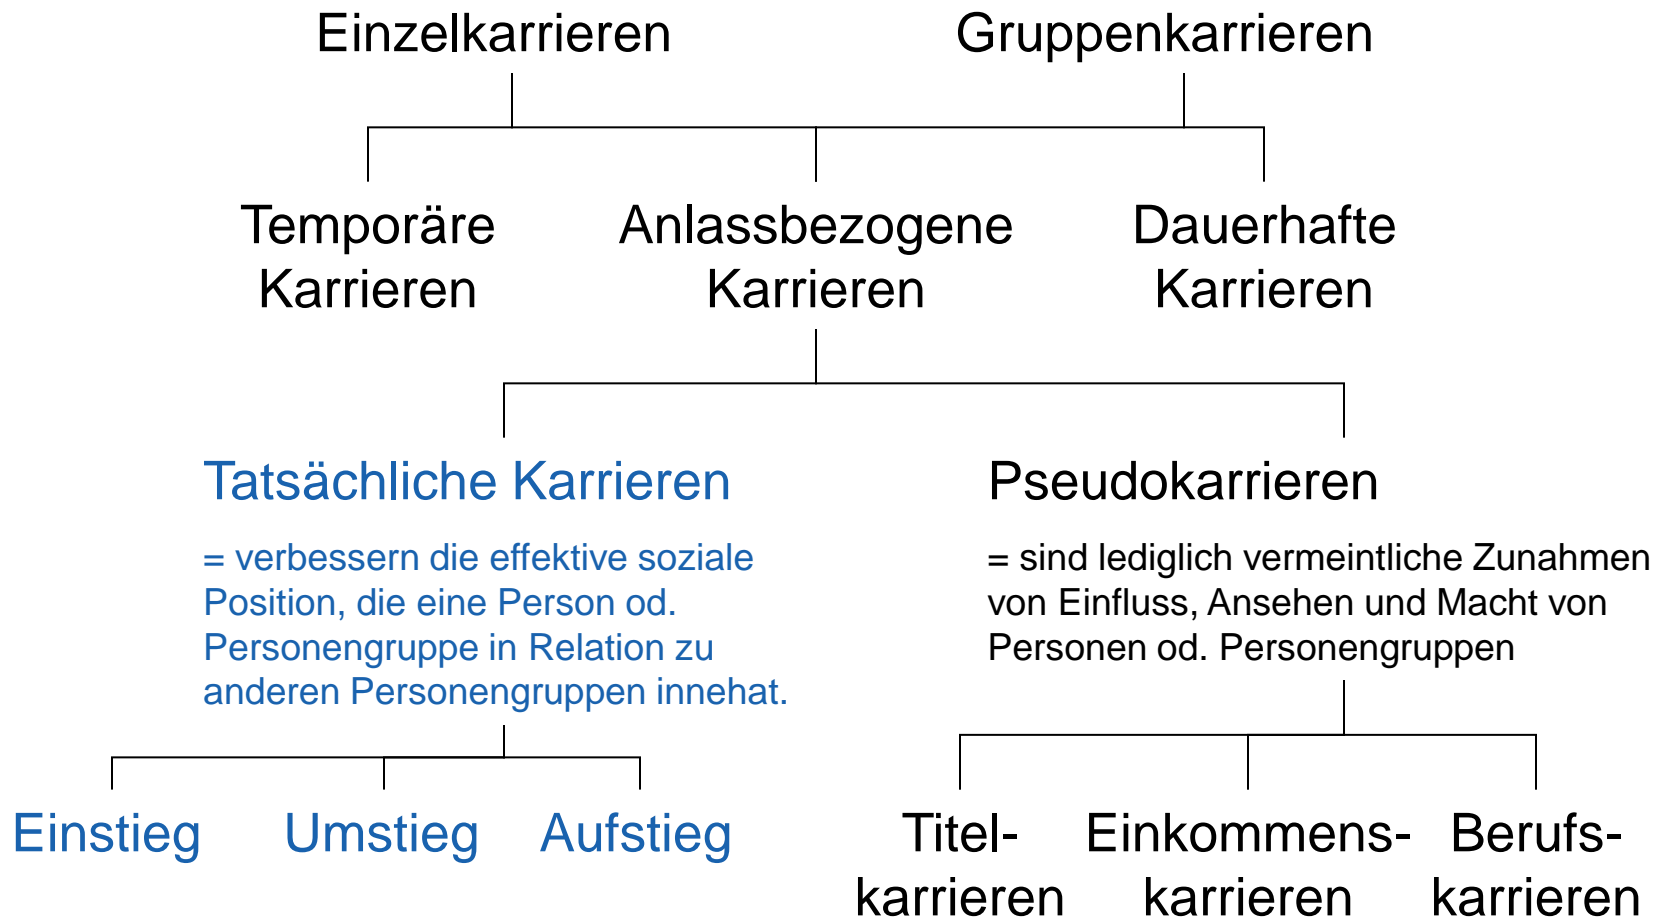 Einzelkarrieren
Gruppenkarrieren
Temporäre
Karrieren
Anlassbezogene
Karrieren
Dauerhafte
Karrieren
Tatsächliche Karrieren
= verbessern die effektive soziale
Position, die eine Person od.
Personengruppe in Relation zu
anderen Personengruppen innehat.
Pseudokarrieren
= sind lediglich vermeintliche Zunahmen
von Einfluss, Ansehen und Macht von
Personen od. Personengruppen
Einstieg
Umstieg
Aufstieg
Titel-
karrieren
Einkommens-
karrieren
Berufs-
karrieren